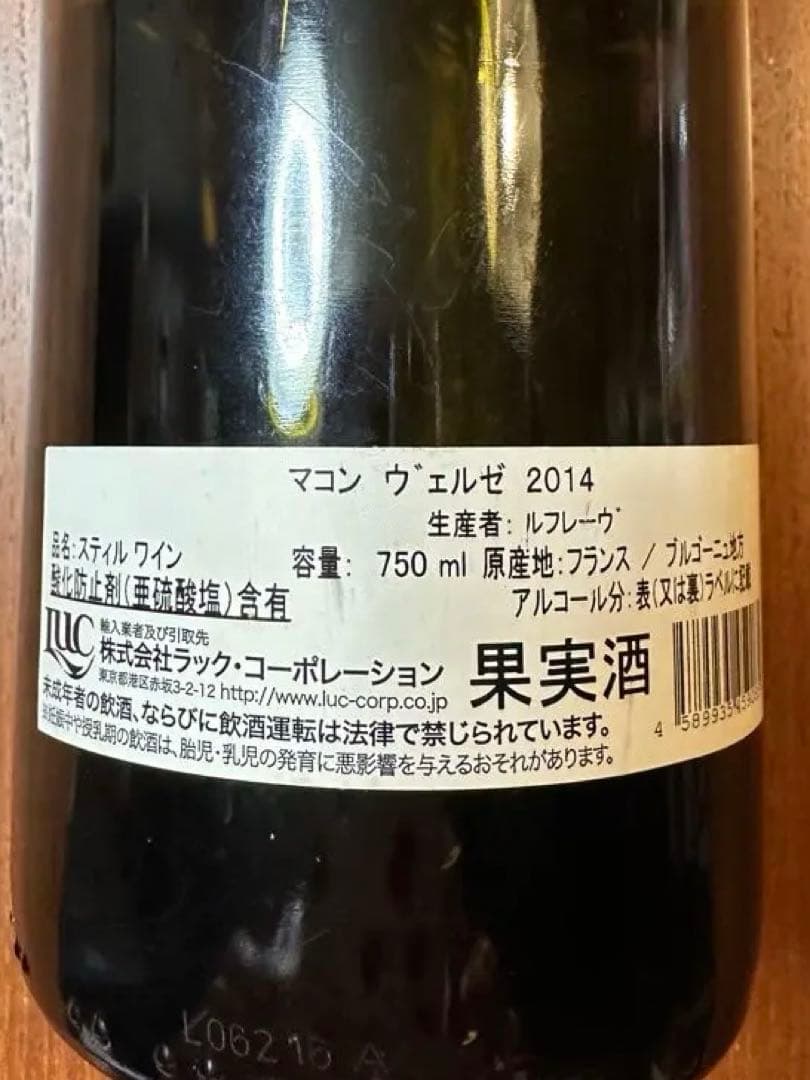 マコン ヴェルゼ 2014
生産者: ルフレーヴ
品名:スティル ワイン
容量: 750 ml 原産地:フランス / ブルゴーニュ地方
酸化防止剤(亜硫酸塩)含有
アルコール分:表(又は裏)ラベルに記載
LUC
輸入業者及び引取先
株式会社ラック・コーポレーション
東京都港区赤坂3-2-12 http://www.luc-corp.co.jp
果実酒
未成年者の飲酒、ならびに飲酒運転は法律で禁じられています。
妊娠中や授乳期の飲酒は、胎児・乳児の発育に悪影響を与えるおそれがあります。
L06216 A